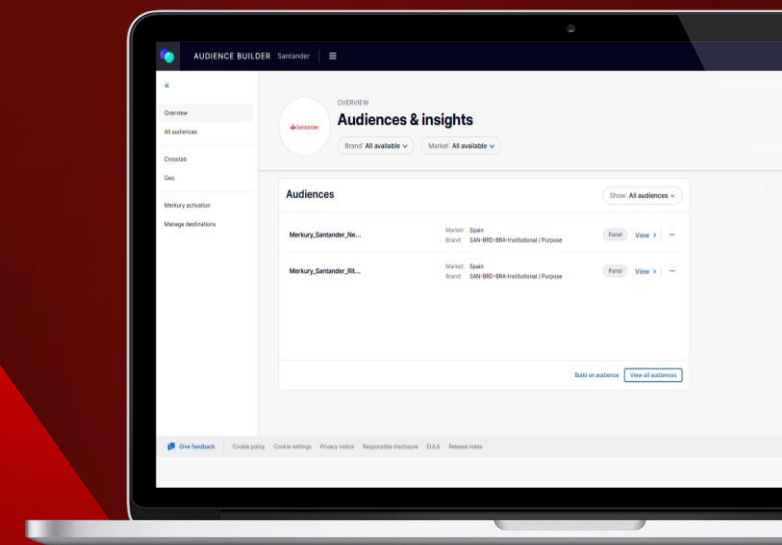 AUDIENCE BUILDER Santander
«
Overview
All audiences
Crosstab
Geo
Merkury activation
Manage destinations
Santander
OVERVIEW
Audiences & insights
Brand: All available
Market: All available
Audiences
Show: All audiences
Merkury_Santander_Ne...
Market: Spain
Brand: SAN-BRD-BRA-Institutional / Purpose
Panel View > ...
Merkury_Santander_Rit...
Market: Spain
Brand: SAN-BRD-BRA-Institutional / Purpose
Panel View > ...
Build an audience View all audiences
Give feedback Cookie policy Cookie settings Privacy notice Responsible disclosure EULA Release notes